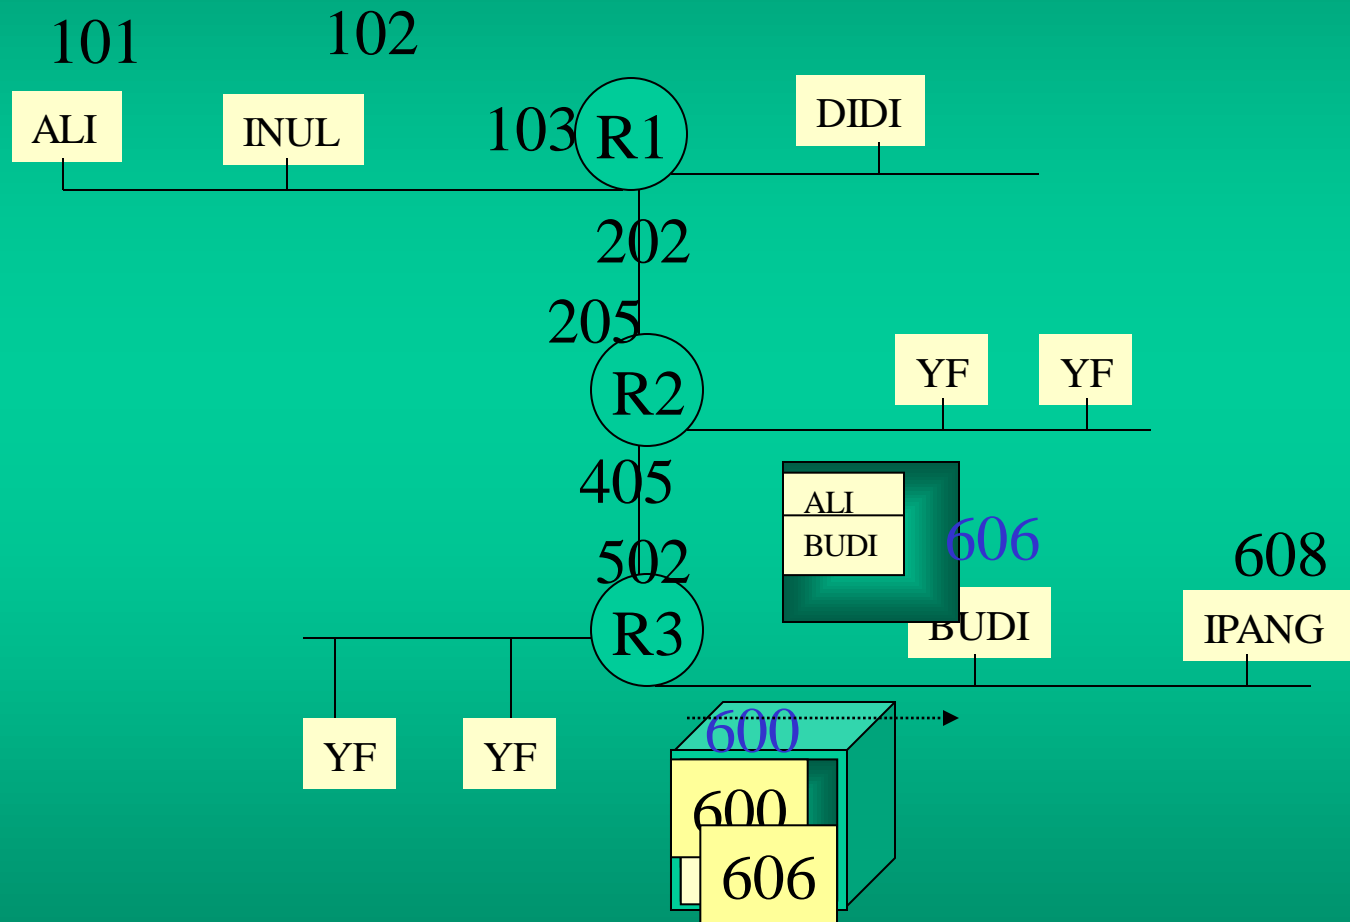 101
102
ALI
INUL
103
R1
DIDI
202
205
R2
YF
YF
405
ALI
BUDI
606
608
502
R3
BUDI
IPANG
600
YF
YF
600
606